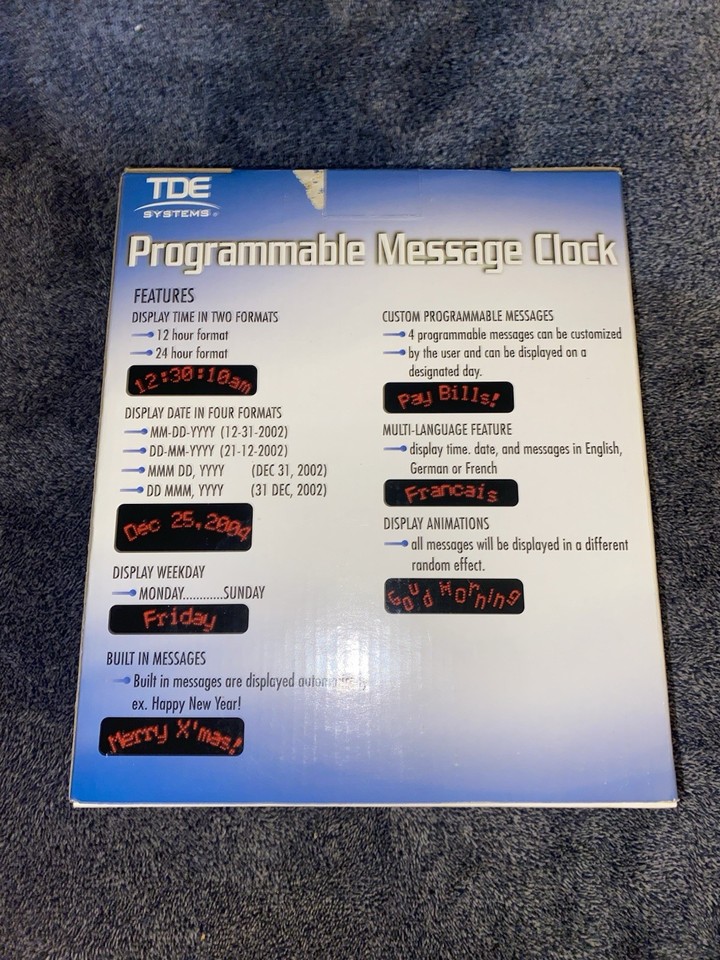 TDE
SYSTEMS®
Programmable Message Clock
FEATURES
DISPLAY TIME IN TWO FORMATS
12 hour format
24 hour format
12:30:10am
DISPLAY DATE IN FOUR FORMATS
MM-DD-YYYY (12-31-2002)
DD-MM-YYYY (21-12-2002)
MMM DD, YYYY (DEC 31, 2002)
DD MMM, YYYY (31 DEC, 2002)
Dec 25,2004
DISPLAY WEEKDAY
MONDAY............SUNDAY
Friday
BUILT IN MESSAGES
Built in messages are displayed automatically
ex. Happy New Year!
Merry X'mas!
CUSTOM PROGRAMMABLE MESSAGES
4 programmable messages can be customized
by the user and can be displayed on a
designated day.
Pay Bills!
MULTI-LANGUAGE FEATURE
display time. date, and messages in English,
German or French
Francais
DISPLAY ANIMATIONS
all messages will be displayed in a different
random effect.
Good Morning